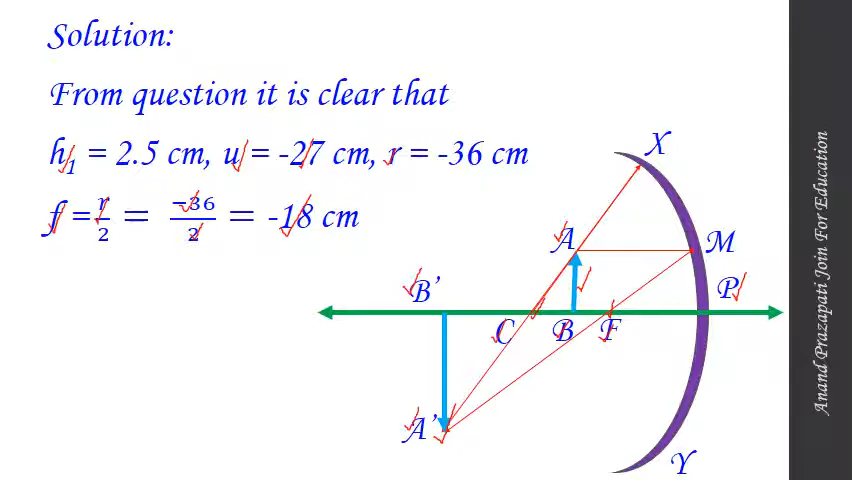 Solution:
From question it is clear that
h₁ = 2.5 cm, u = -27 cm, r = -36 cm
f = r/2 = −36/2 = -18 cm
X
A
M
B'
P
C
B
F
A'
Y
Anand Prazapati Join For Education